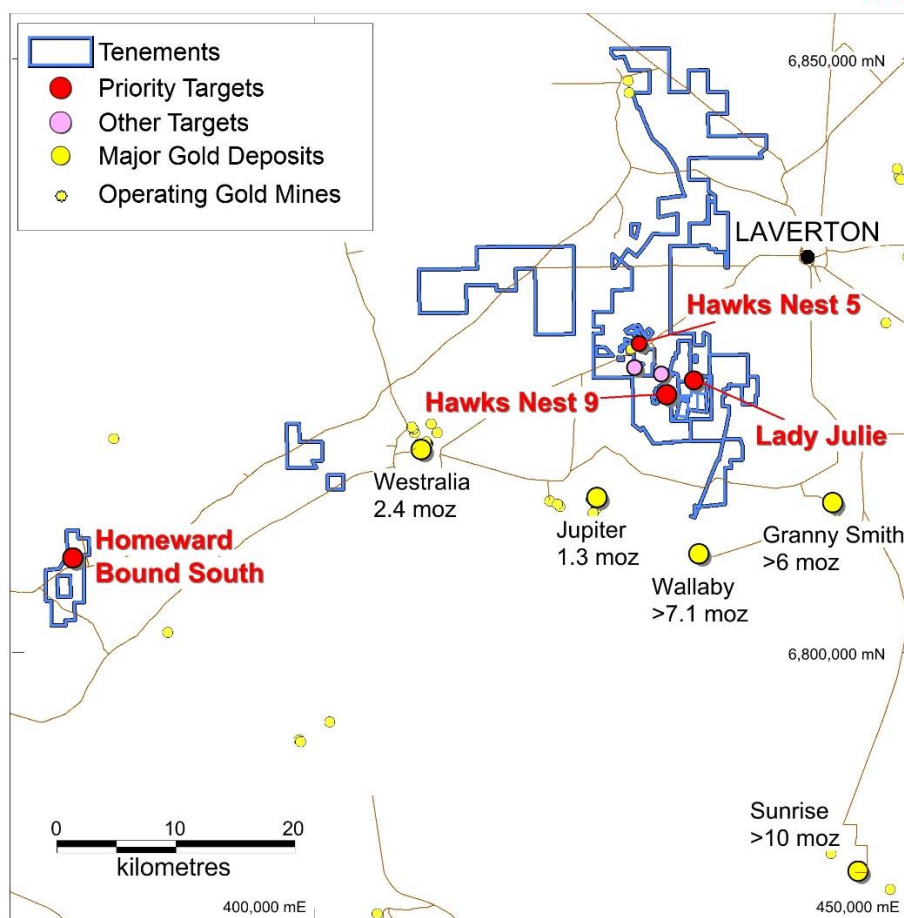 Tenements
Priority Targets
Other Targets
Major Gold Deposits
Operating Gold Mines
6,850,000 mN
LAVERTON
Hawks Nest 5
Hawks Nest 9
Lady Julie
Westralia
2.4 moz
Jupiter
1.3 moz
Granny Smith
>6 moz
Wallaby
>7.1 moz
Homeward
Bound South
6,800,000 mN
Sunrise
>10 moz
0 10 20
kilometres
400,000 mE
450,000 mE